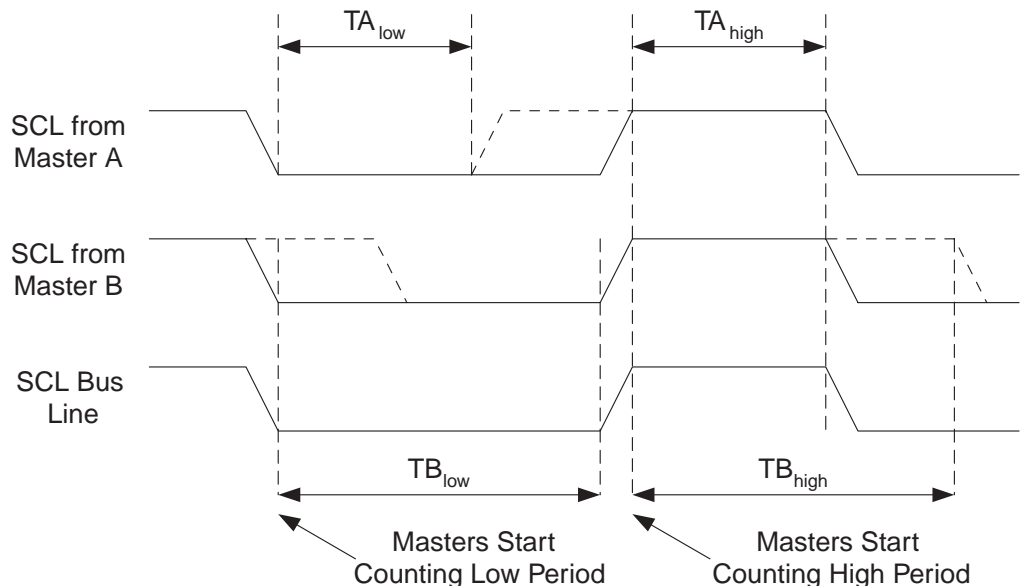 TA low
TA high
SCL from
Master A
SCL from
Master B
SCL Bus
Line
TB low
TB high
Masters Start
Counting Low Period
Masters Start
Counting High Period